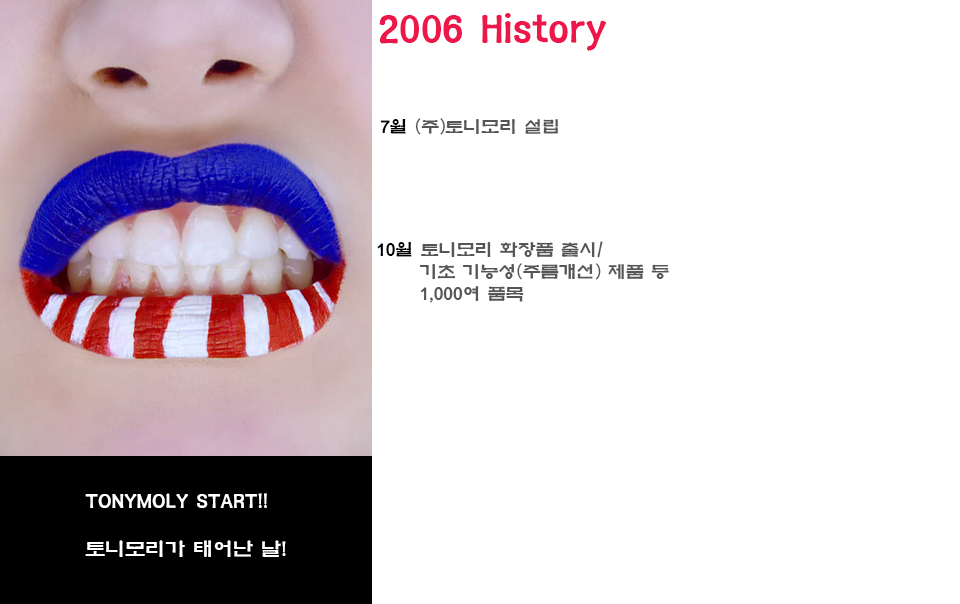 2006 History
7월 (주)토니모리 설립
10월 토니모리 화장품 출시/
기초 기능성(주름개선) 제품 등
1,000여 품목
TONYMOLY START!!
토니모리가 태어난 날!